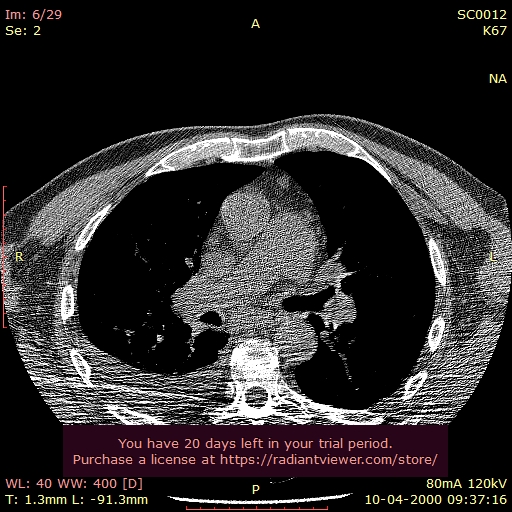 Im: 6/29
Se: 2
A
SC0012
K67
NA
R
L
You have 20 days left in your trial period.
Purchase a license at https://radiantviewer.com/store/
WL: 40 WW: 400 [D]
T: 1.3mm L: -91.3mm
P
80mA 120kV
10-04-2000 09:37:16